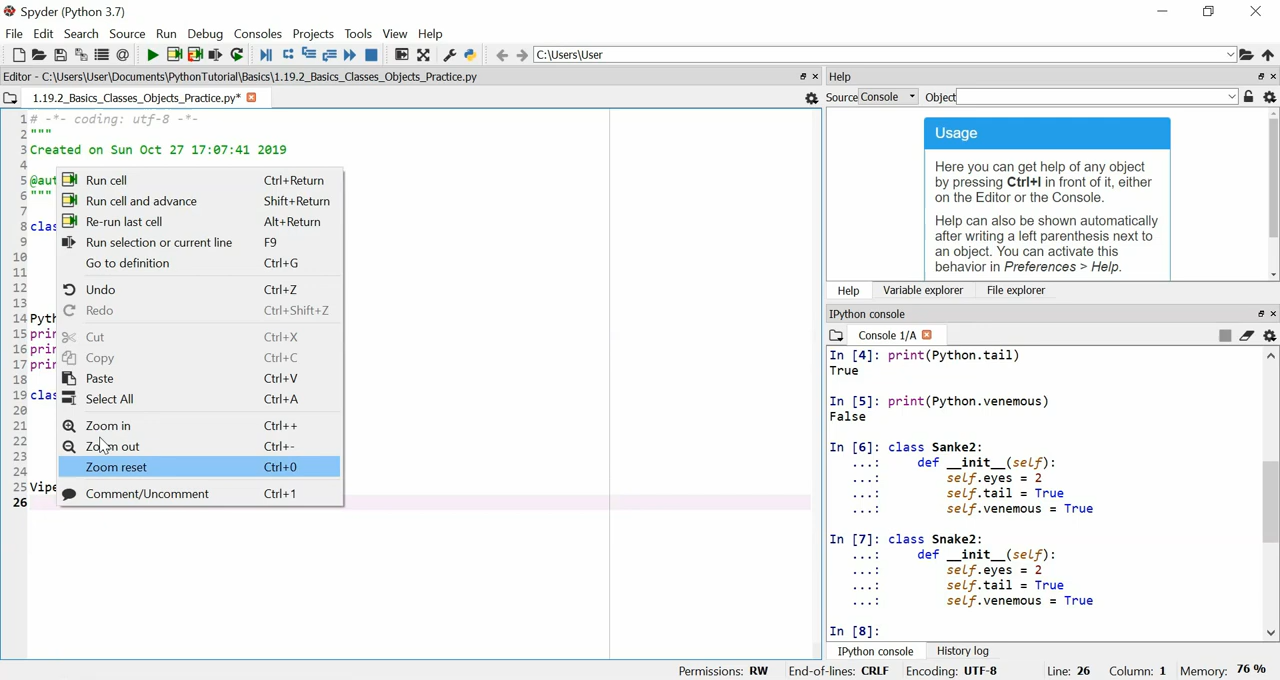 Spyder (Python 3.7)
File Edit Search Source Run Debug Consoles Projects Tools View Help
C:\Users\User
Editor - C:\Users\User\Documents\PythonTutorial\Basics\1.19.2_Basics_Classes_Objects_Practice.py
1.19.2_Basics_Classes_Objects_Practice.py*
1 # -*- coding: utf-8 -*-
2 """
3 Created on Sun Oct 27 17:07:41 2019
4
5 @aut
6 """
7
8 clas
9
10
11
12
13
14 Pyth
15 prin
16 prin
17 prin
18
19 clas
20
21
22
23
24
25 Vipe
26
Run cell Ctrl+Return
Run cell and advance Shift+Return
Re-run last cell Alt+Return
Run selection or current line F9
Go to definition Ctrl+G
Undo Ctrl+Z
Redo Ctrl+Shift+Z
Cut Ctrl+X
Copy Ctrl+C
Paste Ctrl+V
Select All Ctrl+A
Zoom in Ctrl++
Zoom out Ctrl+-
Zoom reset Ctrl+0
Comment/Uncomment Ctrl+1
Help
Source Console Object
Usage
Here you can get help of any object
by pressing Ctrl+I in front of it, either
on the Editor or the Console.
Help can also be shown automatically
after writing a left parenthesis next to
an object. You can activate this
behavior in Preferences > Help.
Help Variable explorer File explorer
IPython console
Console 1/A
In [4]: print(Python.tail)
True
In [5]: print(Python.venomous)
False
In [6]: class Sanke2:
...: def __init__(self):
...: self.eyes = 2
...: self.tail = True
...: self.venomous = True
In [7]: class Snake2:
...: def __init__(self):
...: self.eyes = 2
...: self.tail = True
...: self.venomous = True
In [8]:
IPython console History log
Permissions: RW End-of-lines: CRLF Encoding: UTF-8 Line: 26 Column: 1 Memory: 76 %